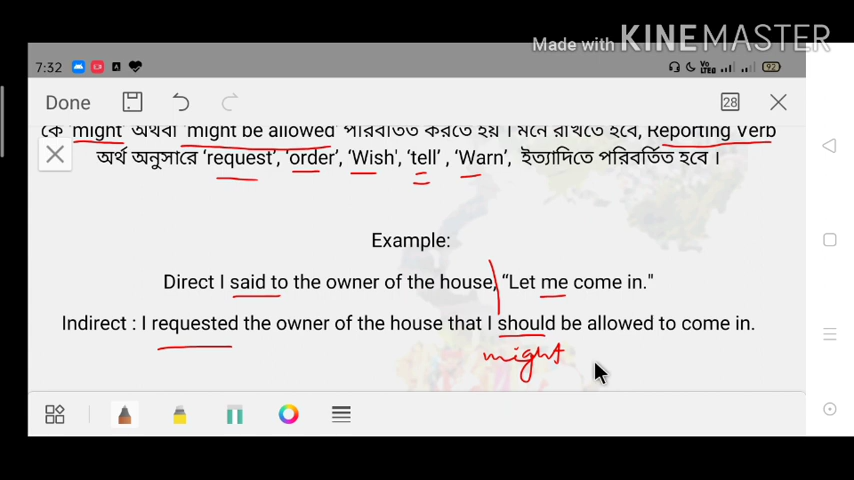 Made with KINEMASTER
7:32 Vo LTEG 92
Done 28
কে 'might' অথবা 'might be allowed' পরিবর্তিত করতে হয় । মনে রাখতে হবে, Reporting Verb
অর্থ অনুসারে 'request', 'order', 'Wish', 'tell' , 'Warn', ইত্যাদিতে পরিবর্তিত হবে ।
Example:
Direct I said to the owner of the house, “Let me come in."
Indirect : I requested the owner of the house that I should be allowed to come in.
might